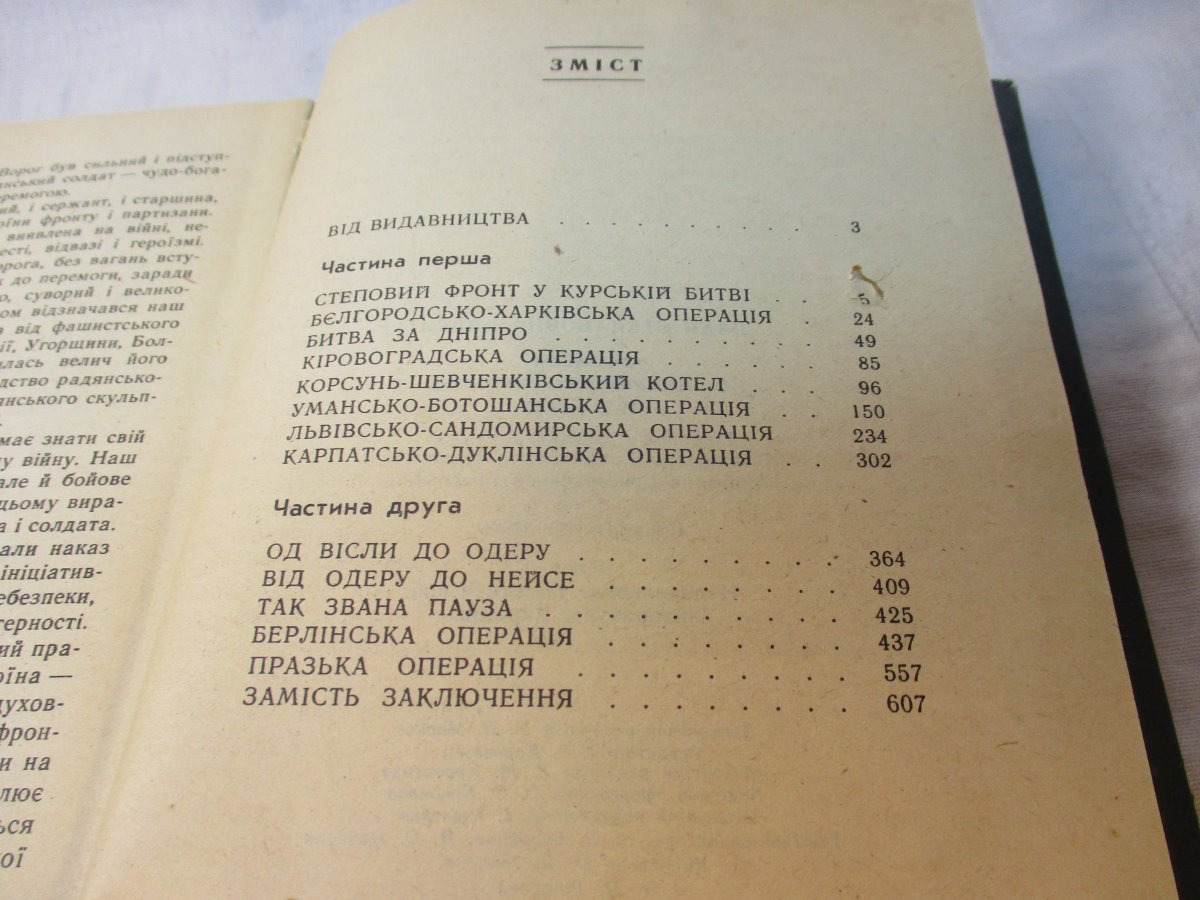 Ворог був сильний і підступ-
солдат — чудо-бога-
і сержант, і старшина,
фронту і партизани.
виявлена на війні, не-
відвазі і героїзмі.
без вагань всту-
до перемоги, заради
суворий і велико-
відзначався наш
від фашистського
Угорщини, Бол-
велич його
радянсько-
скульп-
має знати свій
війну. Наш
але й бойове
цьому вира-
і солдата.
наказ
ініціатив-
пра-
на
ЗМІСТ
ВІД ВИДАВНИЦТВА . . . . . . . . . . 3
Частина перша
СТЕПОВИЙ ФРОНТ У КУРСЬКІЙ БИТВІ . . . 5
БЄЛГОРОДСЬКО-ХАРКІВСЬКА ОПЕРАЦІЯ . 24
БИТВА ЗА ДНІПРО . . . . . . . . . . 49
КІРОВОГРАДСЬКА ОПЕРАЦІЯ . . . . . . 85
КОРСУНЬ-ШЕВЧЕНКІВСЬКИЙ КОТЕЛ . . . 96
УМАНСЬКО-БОТОШАНСЬКА ОПЕРАЦІЯ . . 150
ЛЬВІВСЬКО-САНДОМИРСЬКА ОПЕРАЦІЯ 234
КАРПАТСЬКО-ДУКЛІНСЬКА ОПЕРАЦІЯ . . 302
Частина друга
ОД ВІСЛИ ДО ОДЕРУ . . . . . . . . . 364
ВІД ОДЕРУ ДО НЕЙСЕ . . . . . . . . 409
ТАК ЗВАНА ПАУЗА . . . . . . . . . . 425
БЕРЛІНСЬКА ОПЕРАЦІЯ . . . . . . . . 437
ПРАЗЬКА ОПЕРАЦІЯ . . . . . . . . . 557
ЗАМІСТЬ ЗАКЛЮЧЕННЯ . . . . . . . . 607